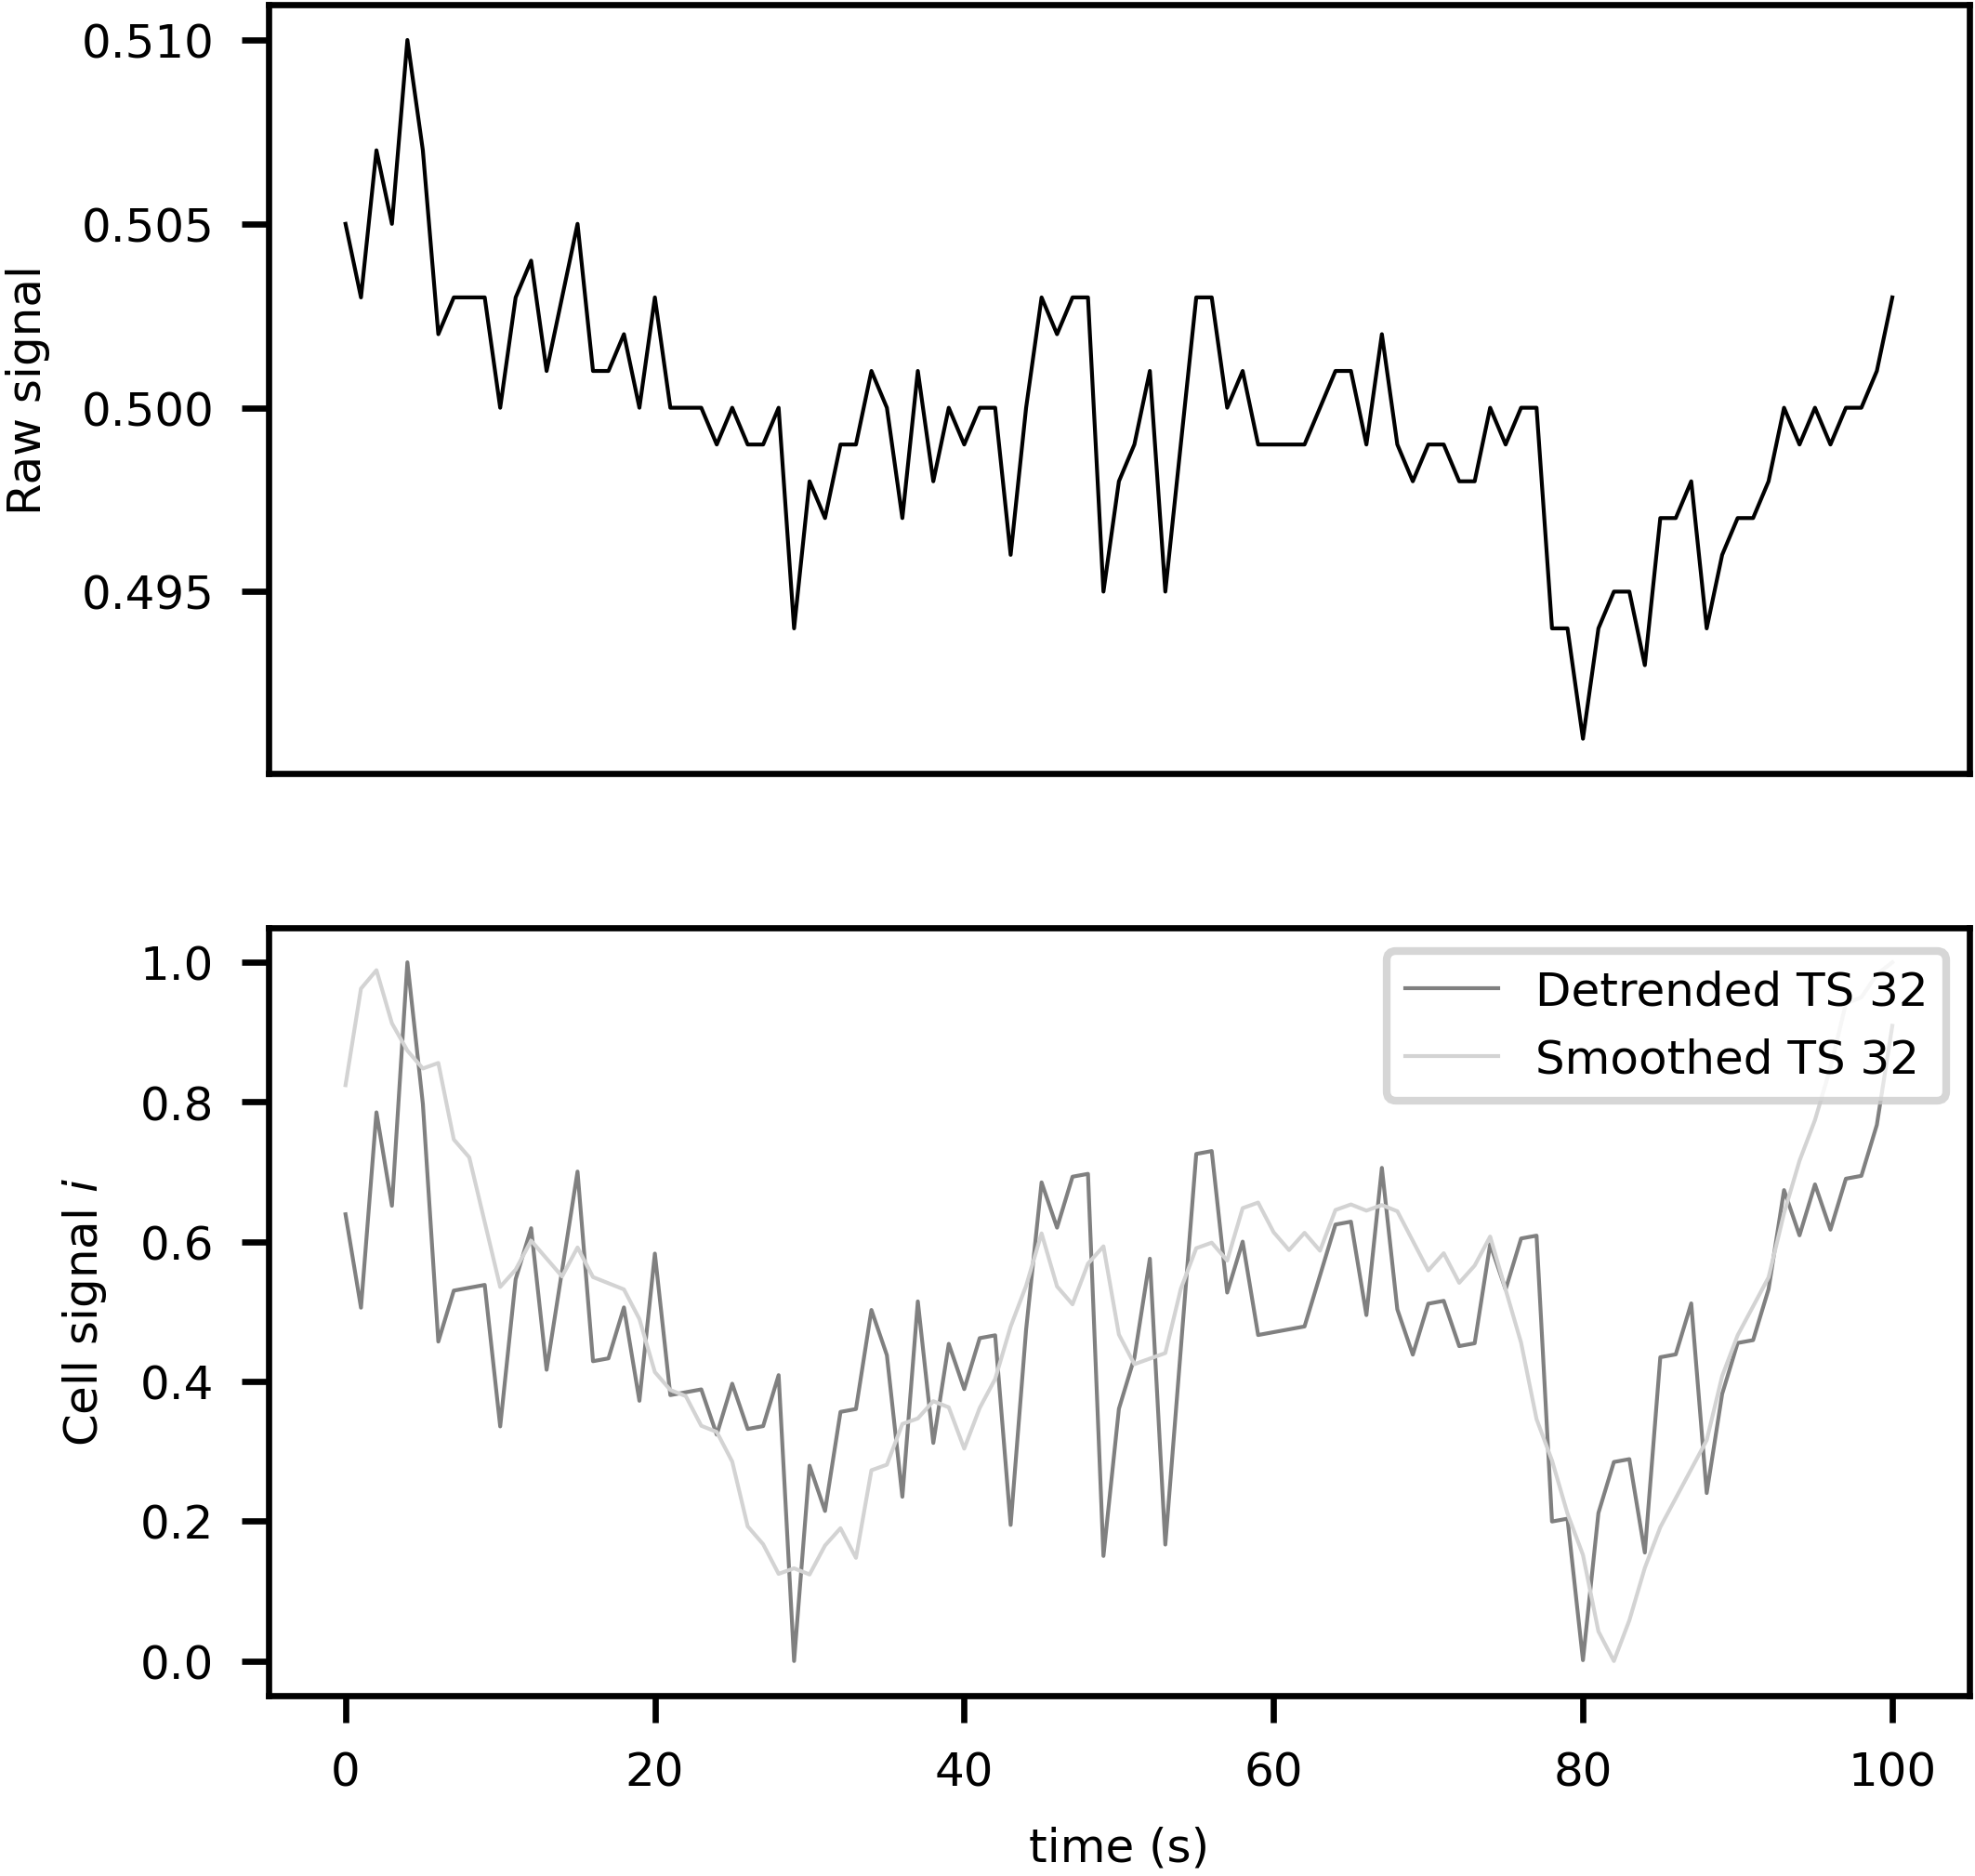 0.510
0.505
0.500
0.495
Raw signal
1.0
0.8
0.6
0.4
0.2
0.0
Cell signal i
Detrended TS 32
Smoothed TS 32
0 20 40 60 80 100
time (s)